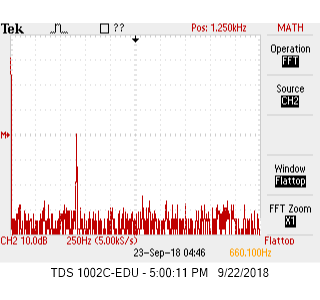 Tek ?? Pos: 1.250kHz MATH
Operation
FFT
Source
CH2
M
Window
Flattop
FFT Zoom
X1
CH2 10.0dB 250Hz (5.00kS/s) Flattop
23-Sep-18 04:46 660.100Hz
TDS 1002C-EDU - 5:00:11 PM 9/22/2018